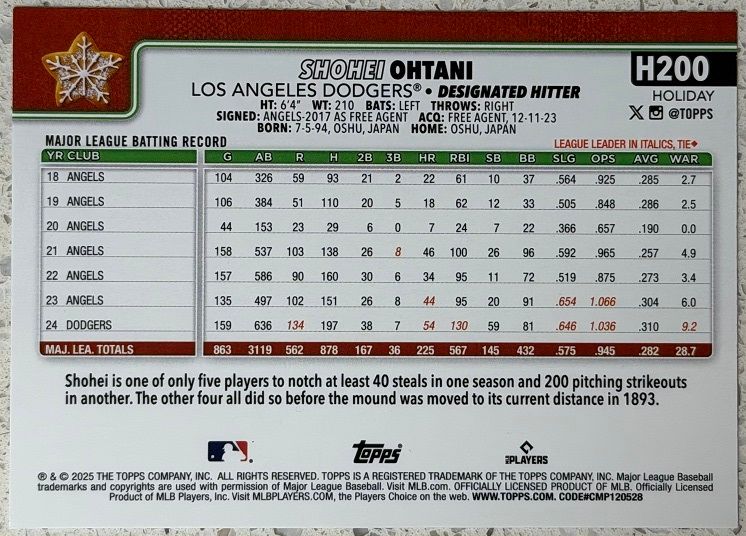 SHOHEI OHTANI
H200
LOS ANGELES DODGERS® • DESIGNATED HITTER
HOLIDAY
HT: 6'4" WT: 210 BATS: LEFT THROWS: RIGHT
SIGNED: ANGELS-2017 AS FREE AGENT ACQ: FREE AGENT, 12-11-23
X @TOPPS
BORN: 7-5-94, OSHU, JAPAN HOME: OSHU, JAPAN
MAJOR LEAGUE BATTING RECORD
LEAGUE LEADER IN ITALICS, TIE♦
YR CLUB G AB R H 2B 3B HR RBI SB BB SLG OPS AVG WAR
18 ANGELS 104 326 59 93 21 2 22 61 10 37 .564 .925 .285 2.7
19 ANGELS 106 384 51 110 20 5 18 62 12 33 .505 .848 .286 2.5
20 ANGELS 44 153 23 29 6 0 7 24 7 22 .366 .657 .190 0.0
21 ANGELS 158 537 103 138 26 8 46 100 26 96 .592 .965 .257 4.9
22 ANGELS 157 586 90 160 30 6 34 95 11 72 .519 .875 .273 3.4
23 ANGELS 135 497 102 151 26 8 44 95 20 91 .654 1.066 .304 6.0
24 DODGERS 159 636 134 197 38 7 54 130 59 81 .646 1.036 .310 9.2
MAJ. LEA. TOTALS 863 3119 562 878 167 36 225 567 145 432 .575 .945 .282 28.7
Shohei is one of only five players to notch at least 40 steals in one season and 200 pitching strikeouts
in another. The other four all did so before the mound was moved to its current distance in 1893.
Topps
MLB PLAYERS
® & © 2025 THE TOPPS COMPANY, INC. ALL RIGHTS RESERVED. TOPPS IS A REGISTERED TRADEMARK OF THE TOPPS COMPANY, INC. Major League Baseball
trademarks and copyrights are used with permission of Major League Baseball. Visit MLB.com. OFFICIALLY LICENSED PRODUCT OF MLB. Officially Licensed
Product of MLB Players, Inc. Visit MLBPLAYERS.COM, the Players Choice on the web. WWW.TOPPS.COM. CODE#CMP120528